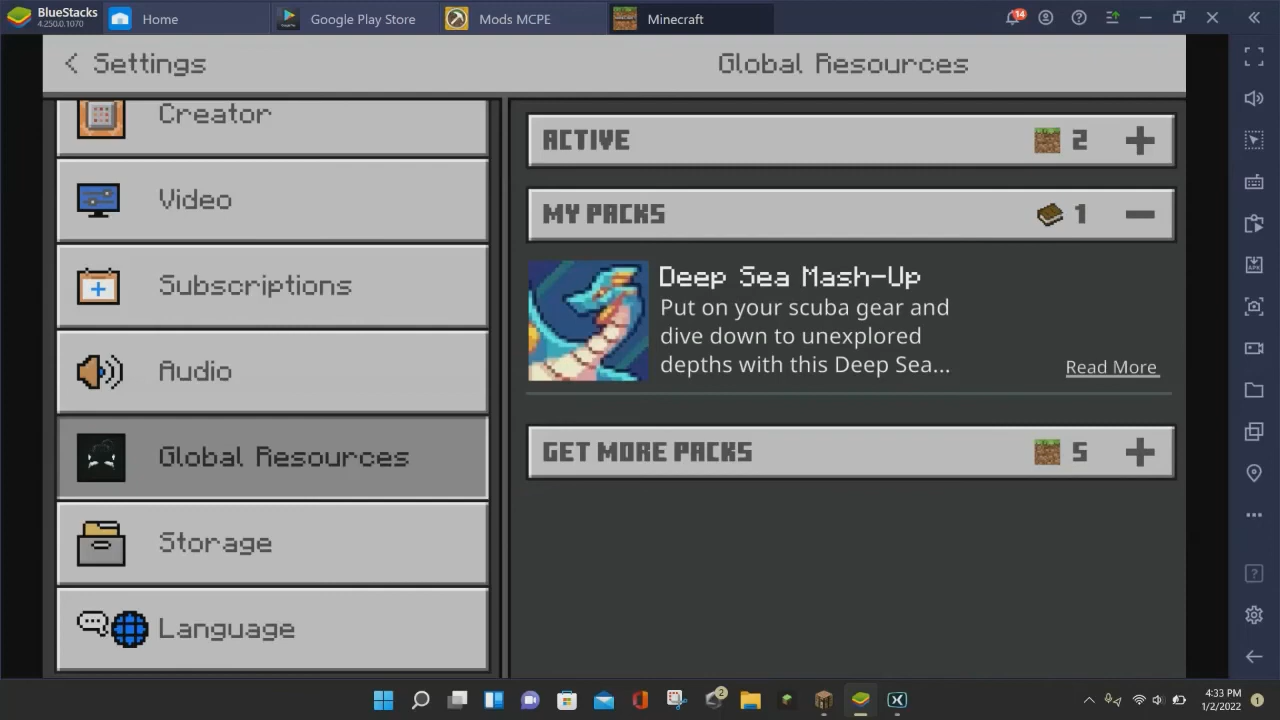 BlueStacks
4.250.0.1070
Home
Google Play Store
Mods MCPE
Minecraft
14
Settings
Global Resources
Creator
Video
Subscriptions
Audio
Global Resources
Storage
Language
ACTIVE
2
MY PACKS
1
Deep Sea Mash-Up
Put on your scuba gear and
dive down to unexplored
depths with this Deep Sea...
Read More
GET MORE PACKS
5
2
4:33 PM
1/2/2022
1